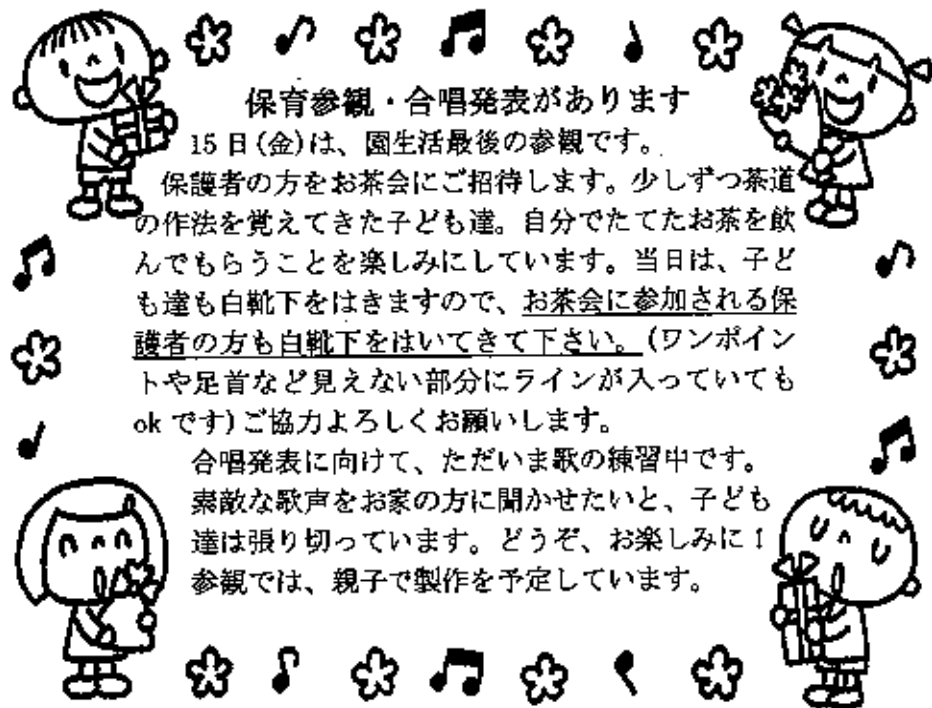 保育参観・合唱発表があります
15日(金)は、園生活最後の参観です。
保護者の方をお茶会にご招待します。少しずつ茶道
の作法を覚えてきた子ども達。自分でたてたお茶を飲
んでもらうことを楽しみにしています。当日は、子ど
も達も白靴下をはきますので、お茶会に参加される保
護者の方も白靴下をはいてきて下さい。(ワンポイン
トや足首など見えない部分にラインが入っていても
okです)ご協力よろしくお願いします。
合唱発表に向けて、ただいま歌の練習中です。
素敵な歌声をお家の方に聞かせたいと、子ども
達は張り切っています。どうぞ、お楽しみに!
参観では、親子で製作を予定しています。